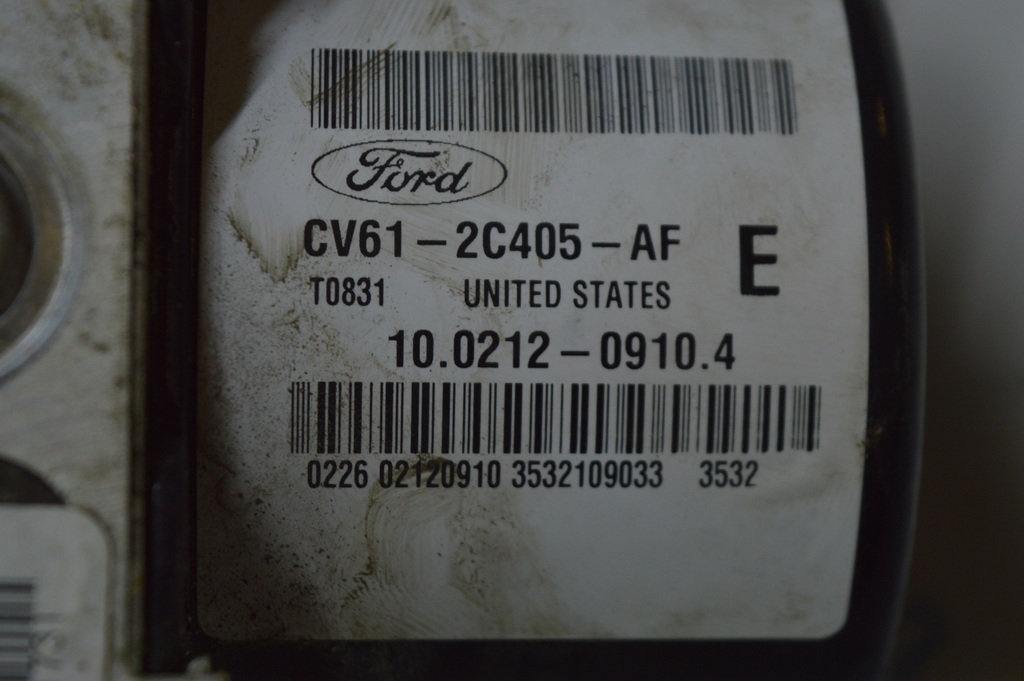 Ford
CV61-2C405-AF E
T0831 UNITED STATES
10.0212-0910.4
0226 02120910 3532109033 3532